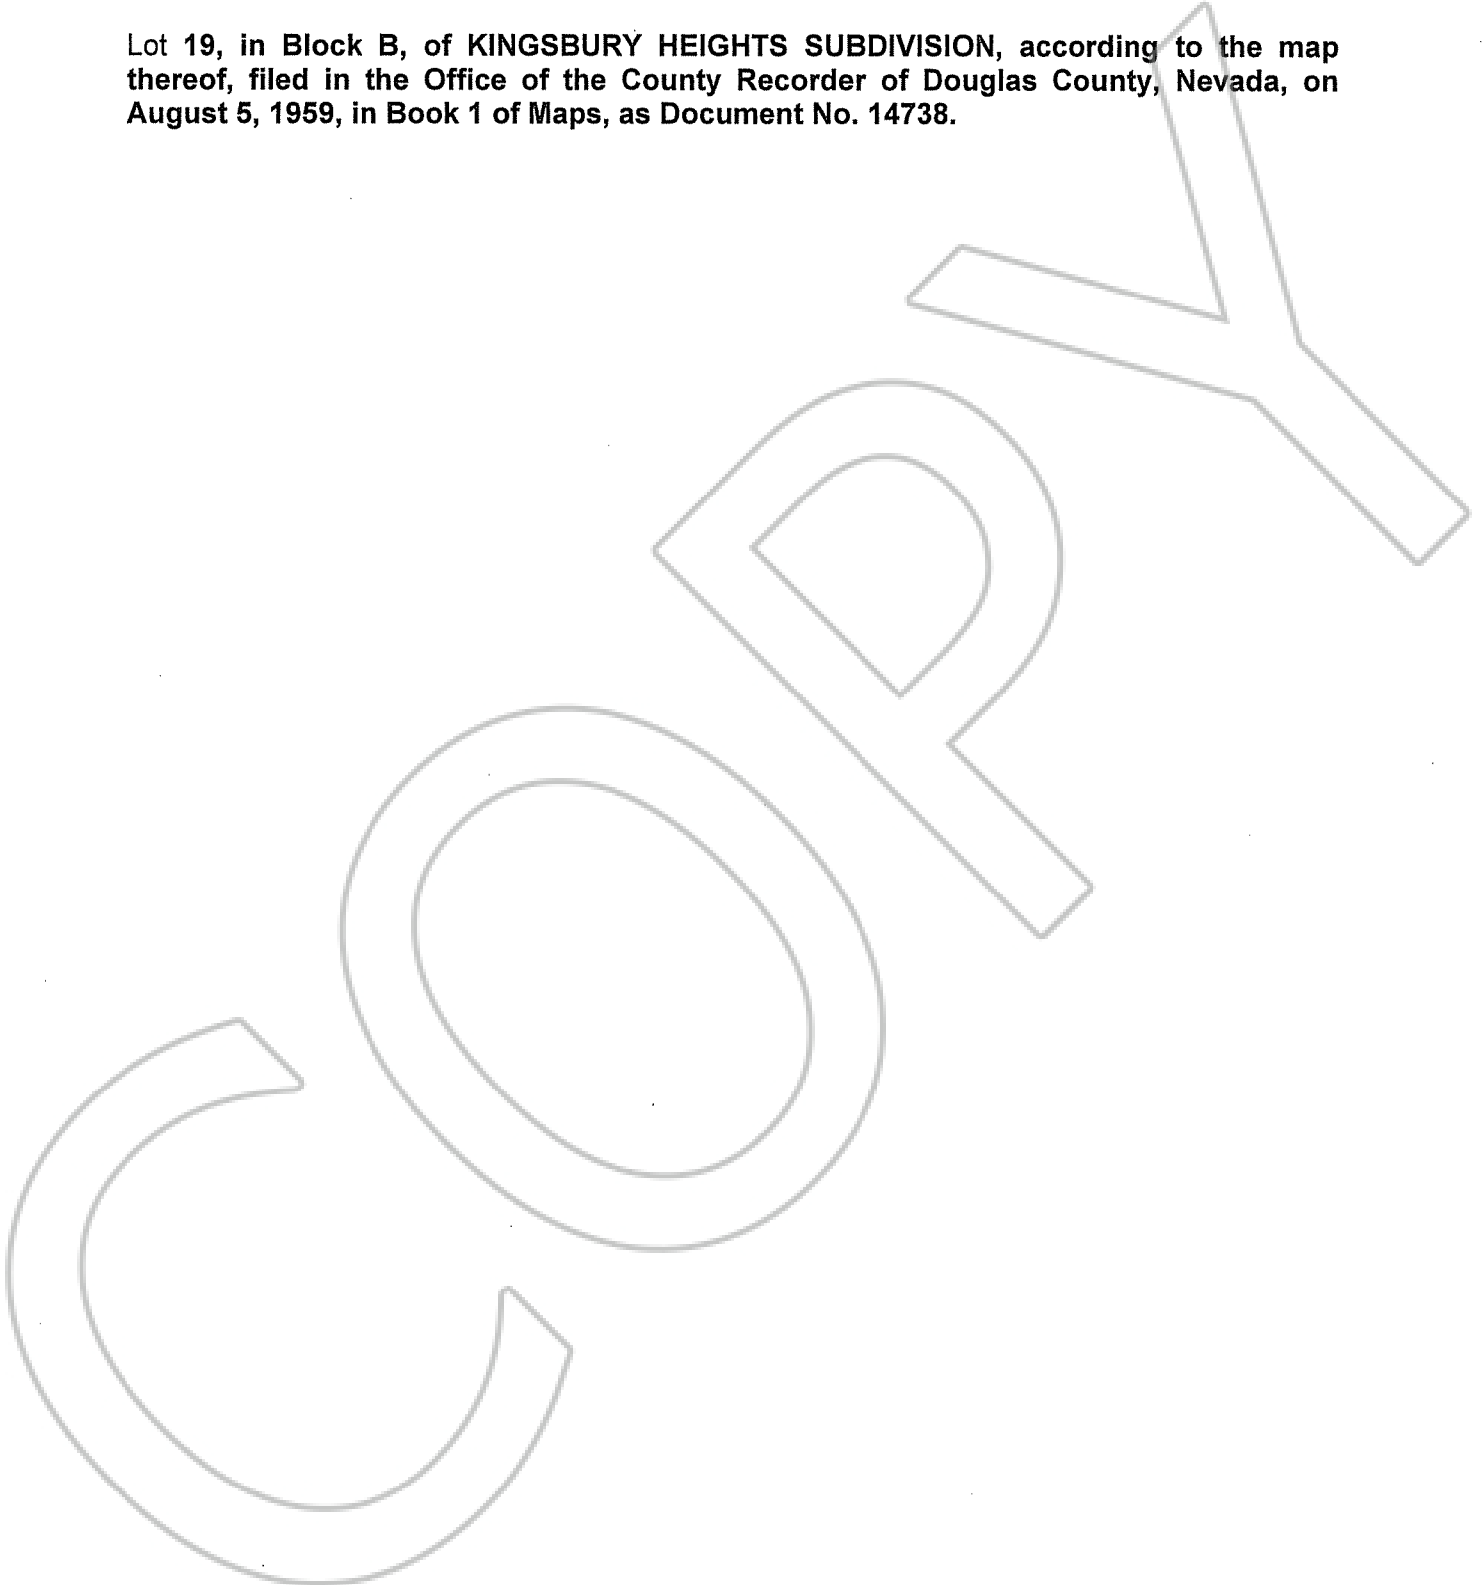 Lot 19, in Block B, of KINGSBURY HEIGHTS SUBDIVISION, according to the map
thereof, filed in the Office of the County Recorder of Douglas County, Nevada, on
August 5, 1959, in Book 1 of Maps, as Document No. 14738.
COPY